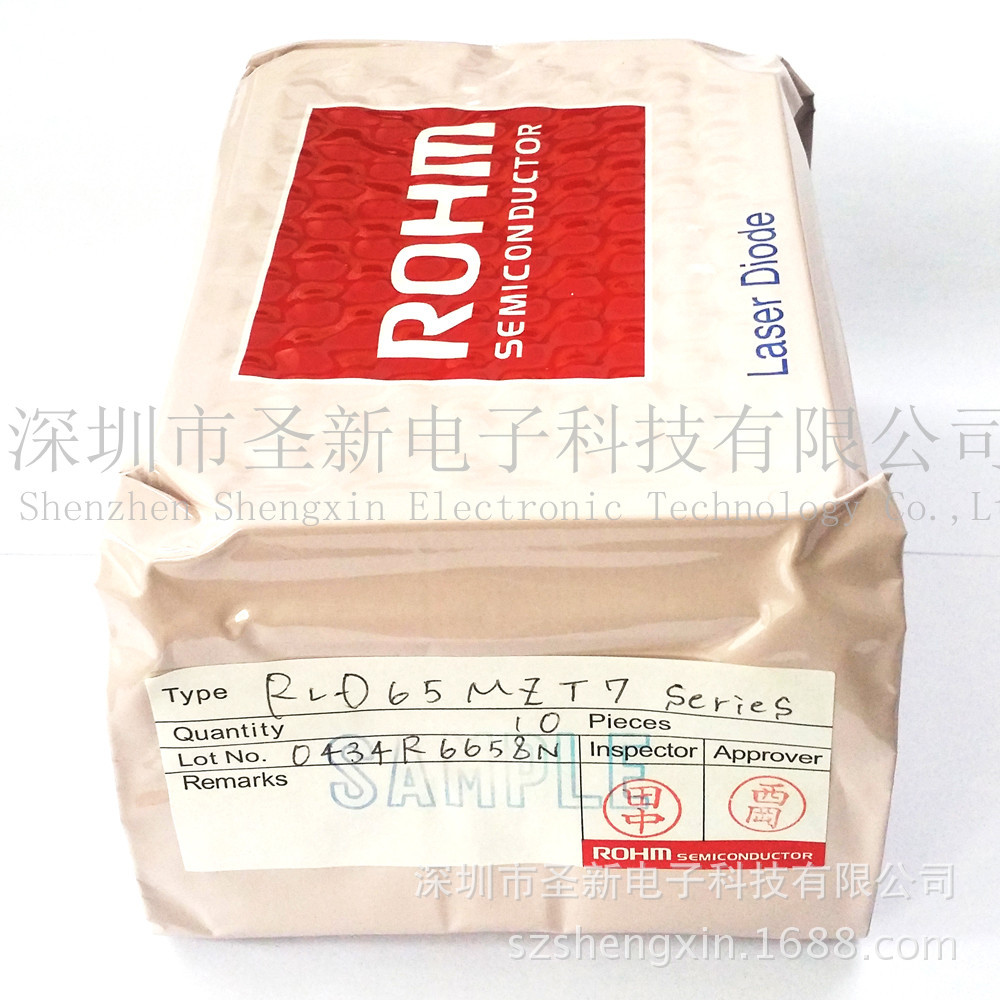 ROHM
SEMICONDUCTOR
Laser Diode
深圳市圣新电子科技有限公司
Shenzhen Shengxin Electronic Technology Co.,L
Type RLD65MZT7 series
Quantity 10 Pieces
Lot No. 0434R6658N
Inspector Approver
Remarks
SAMPLE
田中
西岡
ROHM SEMICONDUCTOR
深圳市圣新电子科技有限公司
szshengxin.1688.com